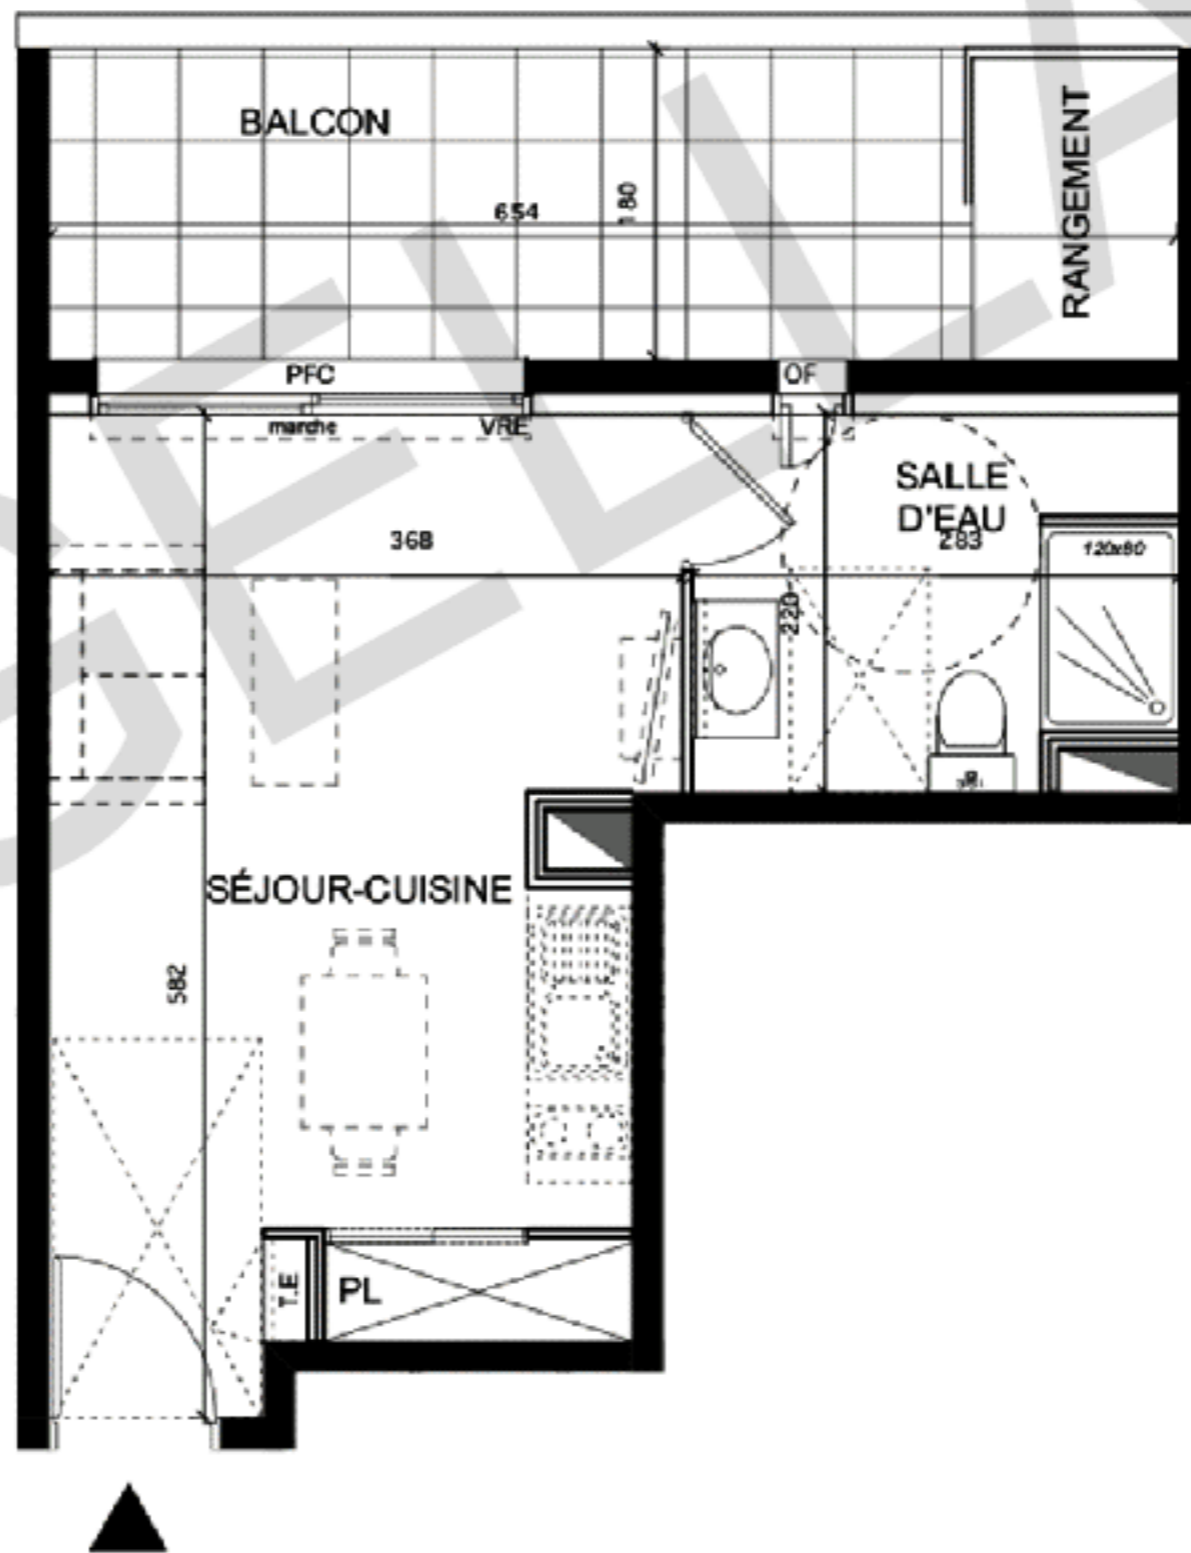 BALCON
RANGEMENT
654
180
PFC
OF
marche
VRE
SALLE
D'EAU
368
283
120x80
220
SÉJOUR-CUISINE
582
T.E
PL